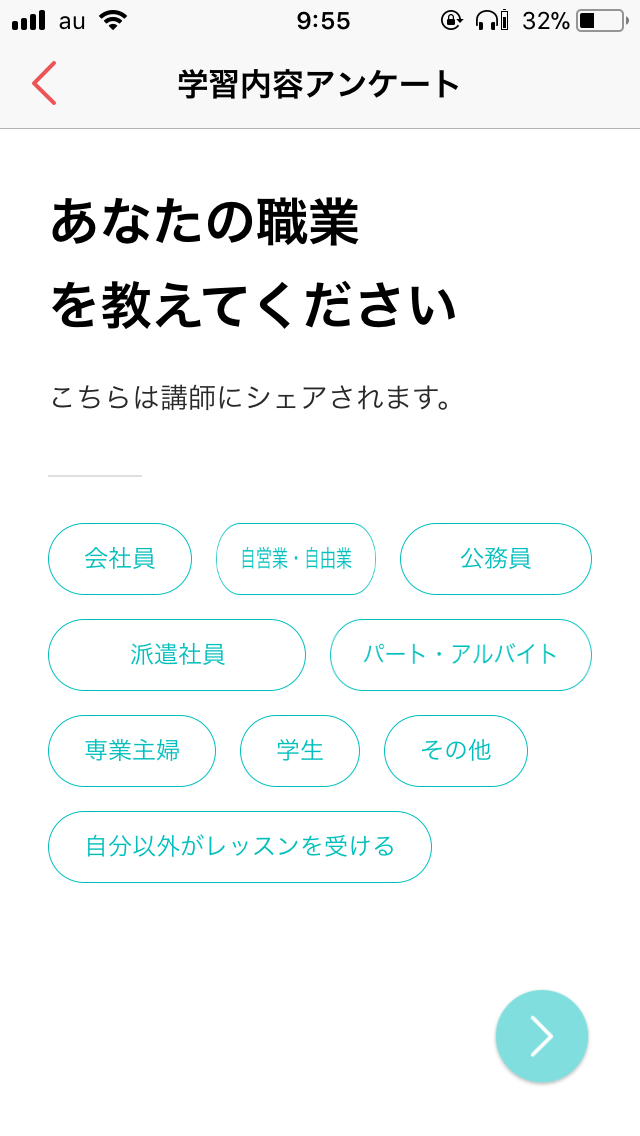 au 9:55 32%
学習内容アンケート
あなたの職業
を教えてください
こちらは講師にシェアされます。
会社員 自営業・自由業 公務員
派遣社員 パート・アルバイト
専業主婦 学生 その他
自分以外がレッスンを受ける